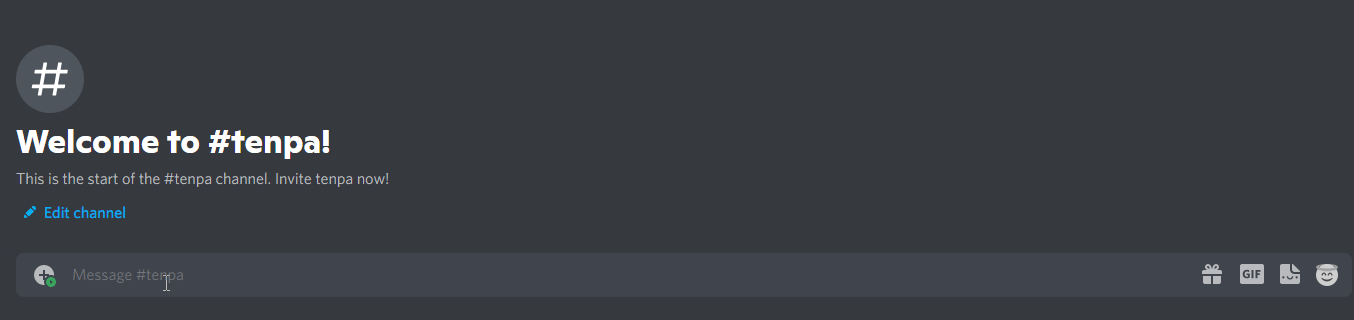 #
Welcome to #tenpa!
This is the start of the #tenpa channel. Invite tenpa now!
Edit channel
Message #tenpa GIF